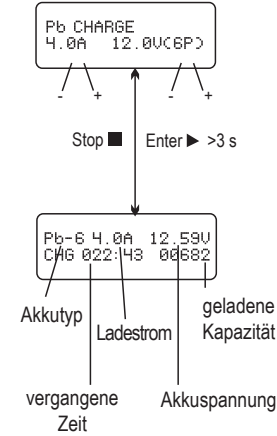 Pb CHARGE
4.0A 12.0V(6P)
- + - +
Stop ■ Enter ► >3 s
Pb-6 4.0A 12.59V
CHG 022:43 00682
Akkutyp
Ladestrom
geladene
Kapazität
vergangene
Zeit
Akkuspannung